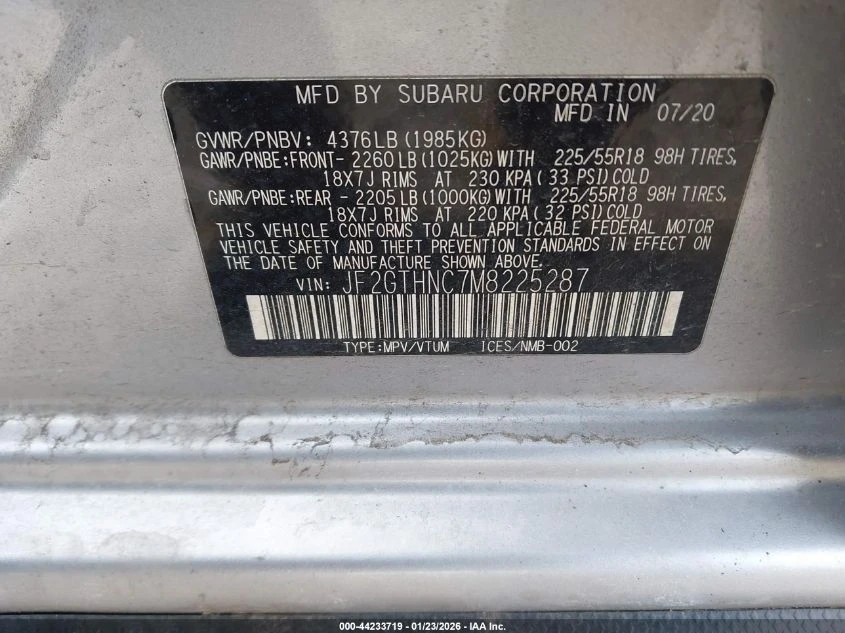 MFD BY SUBARU CORPORATION
MFD IN 07/20
GVWR/PNBV: 4376LB (1985KG)
GAWR/PNBE:FRONT- 2260 LB (1025KG) WITH 225/55R18 98H TIRES,
18X7J RIMS AT 230 KPA ( 33 PSI) COLD
GAWR/PNBE:REAR - 2205 LB (1000KG) WITH 225/55R18 98H TIRES,
18X7J RIMS AT 220 KPA ( 32 PSI) COLD
THIS VEHICLE CONFORMS TO ALL APPLICABLE FEDERAL MOTOR
VEHICLE SAFETY AND THEFT PREVENTION STANDARDS IN EFFECT ON
THE DATE OF MANUFACTURE SHOWN ABOVE.
VIN: JF2GTHNC7M8225287
TYPE:MPV/VTUM ICES/NMB-002
000-44233719 - 01/23/2026 - IAA Inc.